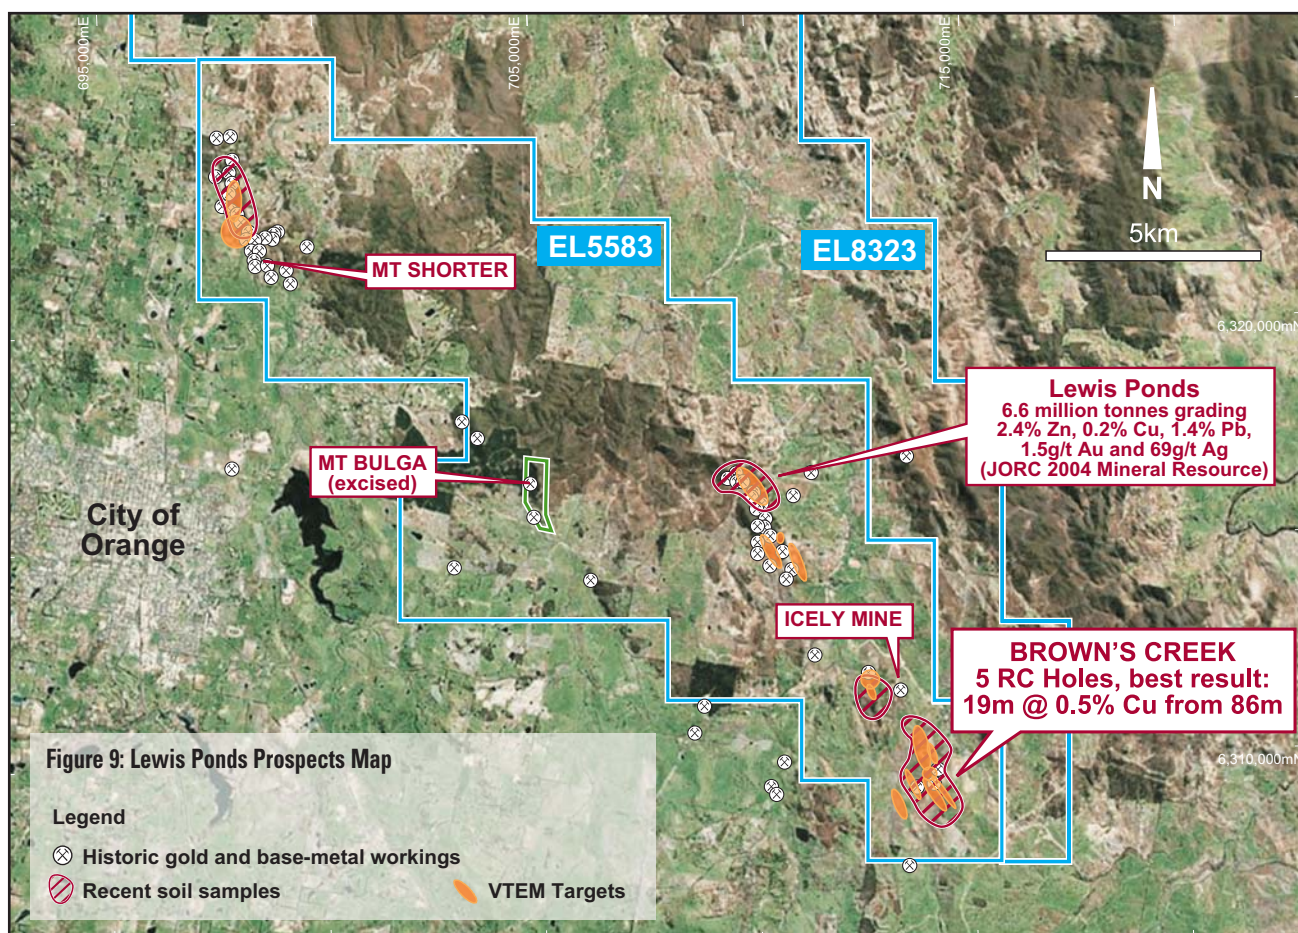 695,000mE
705,000mE
715,000mE
N
5km
EL5583
EL8323
MT SHORTER
6,320,000mN
Lewis Ponds
6.6 million tonnes grading
2.4% Zn, 0.2% Cu, 1.4% Pb,
1.5g/t Au and 69g/t Ag
(JORC 2004 Mineral Resource)
MT BULGA
(excised)
City of
Orange
ICELY MINE
BROWN'S CREEK
5 RC Holes, best result:
19m @ 0.5% Cu from 86m
6,310,000mN
Figure 9: Lewis Ponds Prospects Map
Legend
Historic gold and base-metal workings
Recent soil samples
VTEM Targets